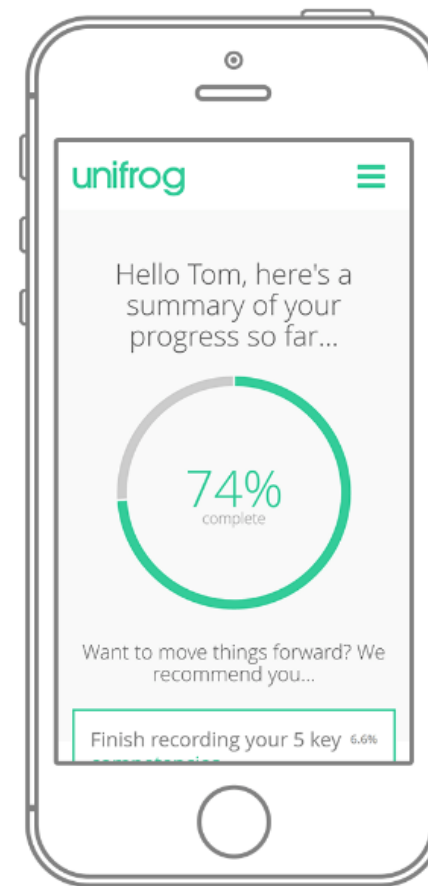 unifrog
Hello Tom, here's a
summary of your
progress so far...
74%
complete
Want to move things forward? We
recommend you...
Finish recording your 5 key 6.6%
competencies